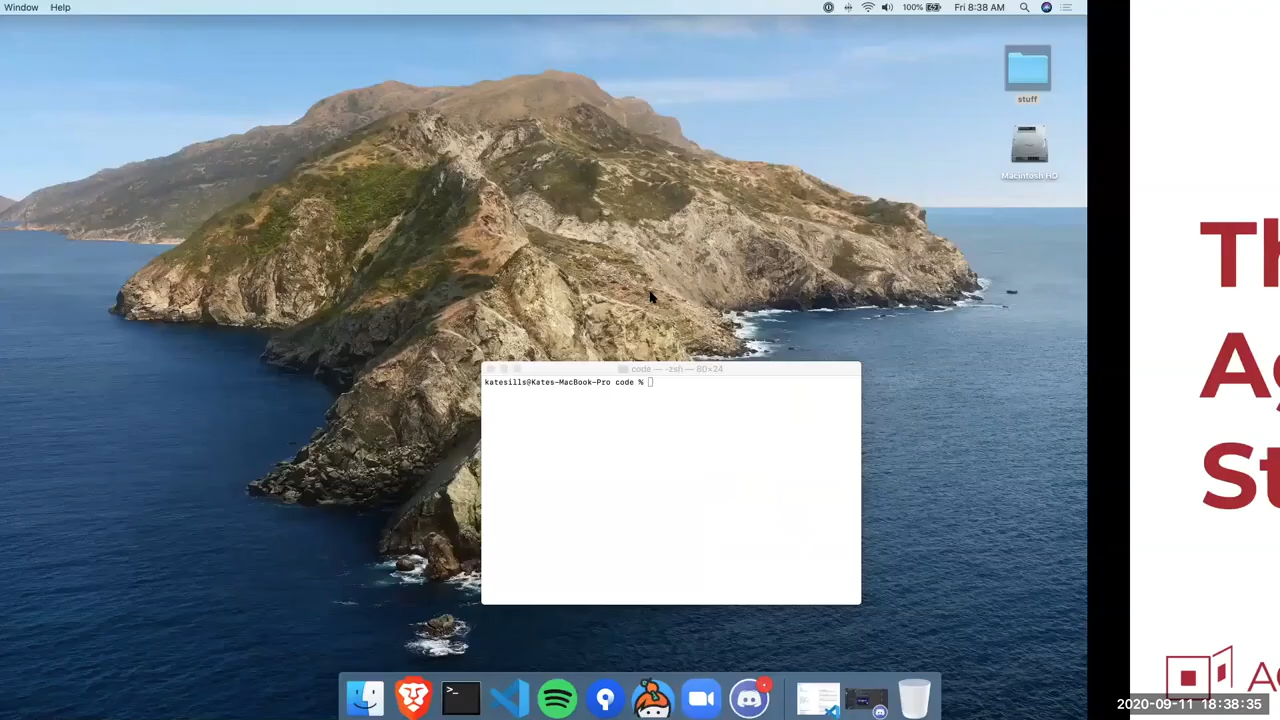 Window Help
100% Fri 8:38 AM
stuff
Macintosh HD
code — -zsh — 80×24
katesills@Kates-MacBook-Pro code %
Th
Ag
St
A
2020-09-11 18:38:35